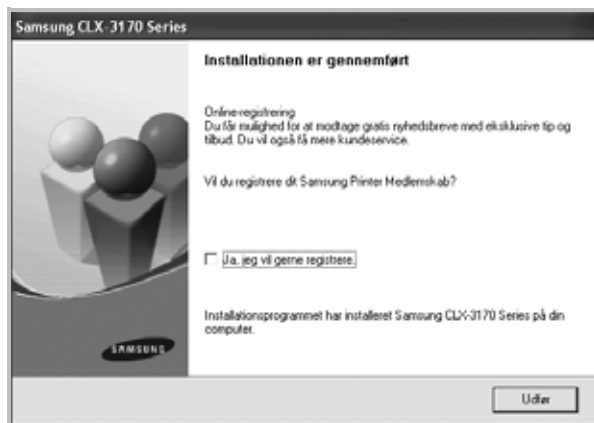 Samsung CLX-3170 Series
Installationen er gennemført
Online-registrering
Du får mulighed for at modtage gratis nyhedsbreve med eksklusive tip og
tilbud. Du vil også få mere kundeservice.
Vil du registrere dit Samsung Printer Medlemskab?
Ja, jeg vil gerne registrere.
Installationsprogrammet har installeret Samsung CLX-3170 Series på din
computer.
SAMSUNG
Udfør